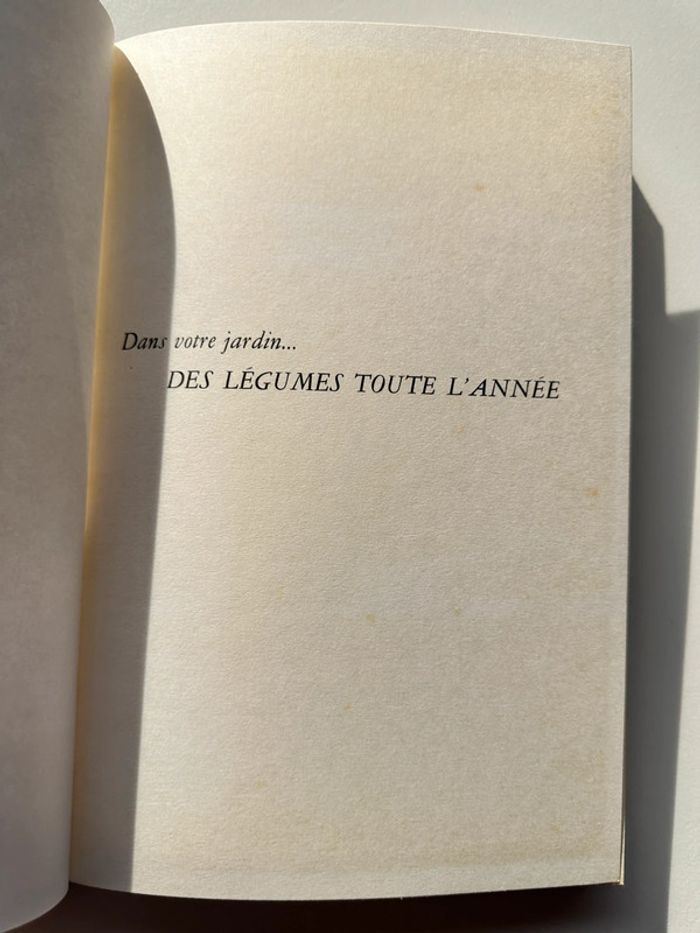 Dans votre jardin...
DES LÉGUMES TOUTE L'ANNÉE